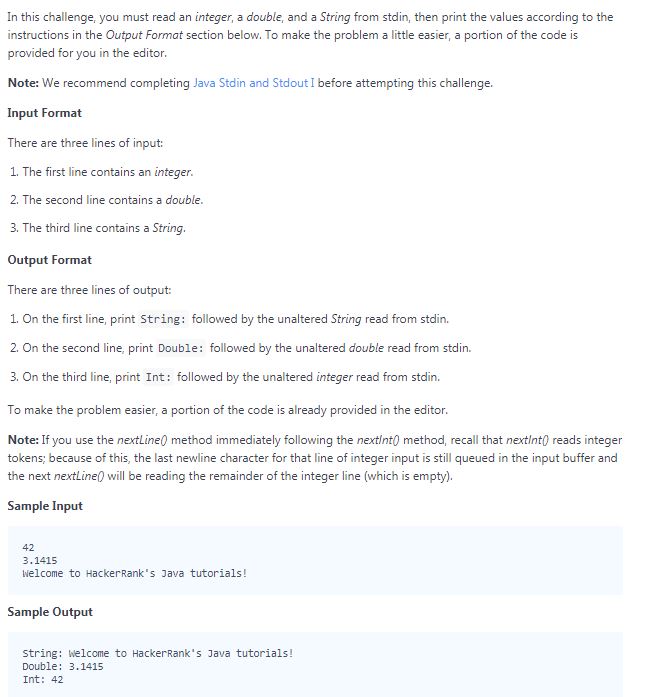 In this challenge, you must read an integer, a double, and a String from stdin, then print the values according to the
instructions in the Output Format section below. To make the problem a little easier, a portion of the code is
provided for you in the editor.
Note: We recommend completing Java Stdin and Stdout I before attempting this challenge.
Input Format
There are three lines of input:
1. The first line contains an integer.
2. The second line contains a double.
3. The third line contains a String.
Output Format
There are three lines of output:
1. On the first line, print String: followed by the unaltered String read from stdin.
2. On the second line, print Double: followed by the unaltered double read from stdin.
3. On the third line, print Int: followed by the unaltered integer read from stdin.
To make the problem easier, a portion of the code is already provided in the editor.
Note: If you use the nextLine() method immediately following the nextInt() method, recall that nextInt() reads integer
tokens; because of this, the last newline character for that line of integer input is still queued in the input buffer and
the next nextLine() will be reading the remainder of the integer line (which is empty).
Sample Input
42
3.1415
Welcome to HackerRank's Java tutorials!
Sample Output
String: Welcome to HackerRank's Java tutorials!
Double: 3.1415
Int: 42